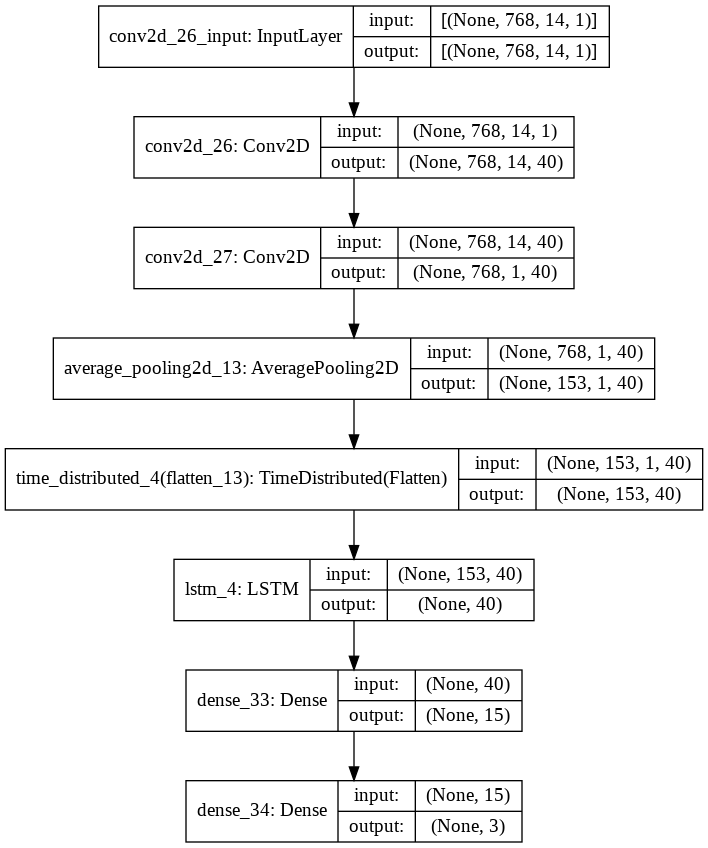 conv2d_26_input: InputLayer input: [(None, 768, 14, 1)]
output: [(None, 768, 14, 1)]
conv2d_26: Conv2D input: (None, 768, 14, 1)
output: (None, 768, 14, 40)
conv2d_27: Conv2D input: (None, 768, 14, 40)
output: (None, 768, 1, 40)
average_pooling2d_13: AveragePooling2D input: (None, 768, 1, 40)
output: (None, 153, 1, 40)
time_distributed_4(flatten_13): TimeDistributed(Flatten) input: (None, 153, 1, 40)
output: (None, 153, 40)
lstm_4: LSTM input: (None, 153, 40)
output: (None, 40)
dense_33: Dense input: (None, 40)
output: (None, 15)
dense_34: Dense input: (None, 15)
output: (None, 3)